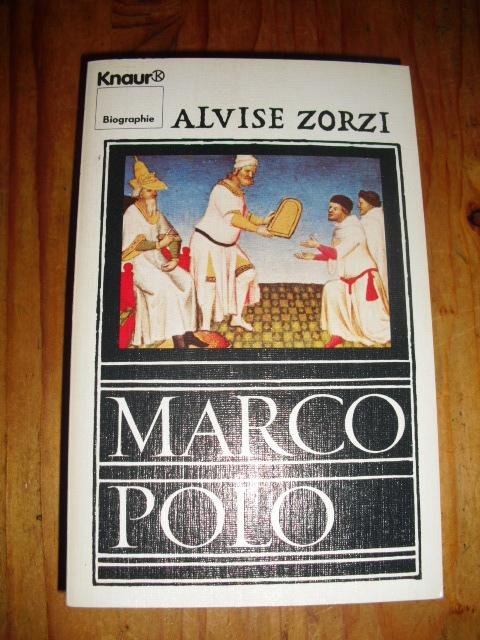 Knaur®
Biographie
ALVISE ZORZI
MARCO
POLO